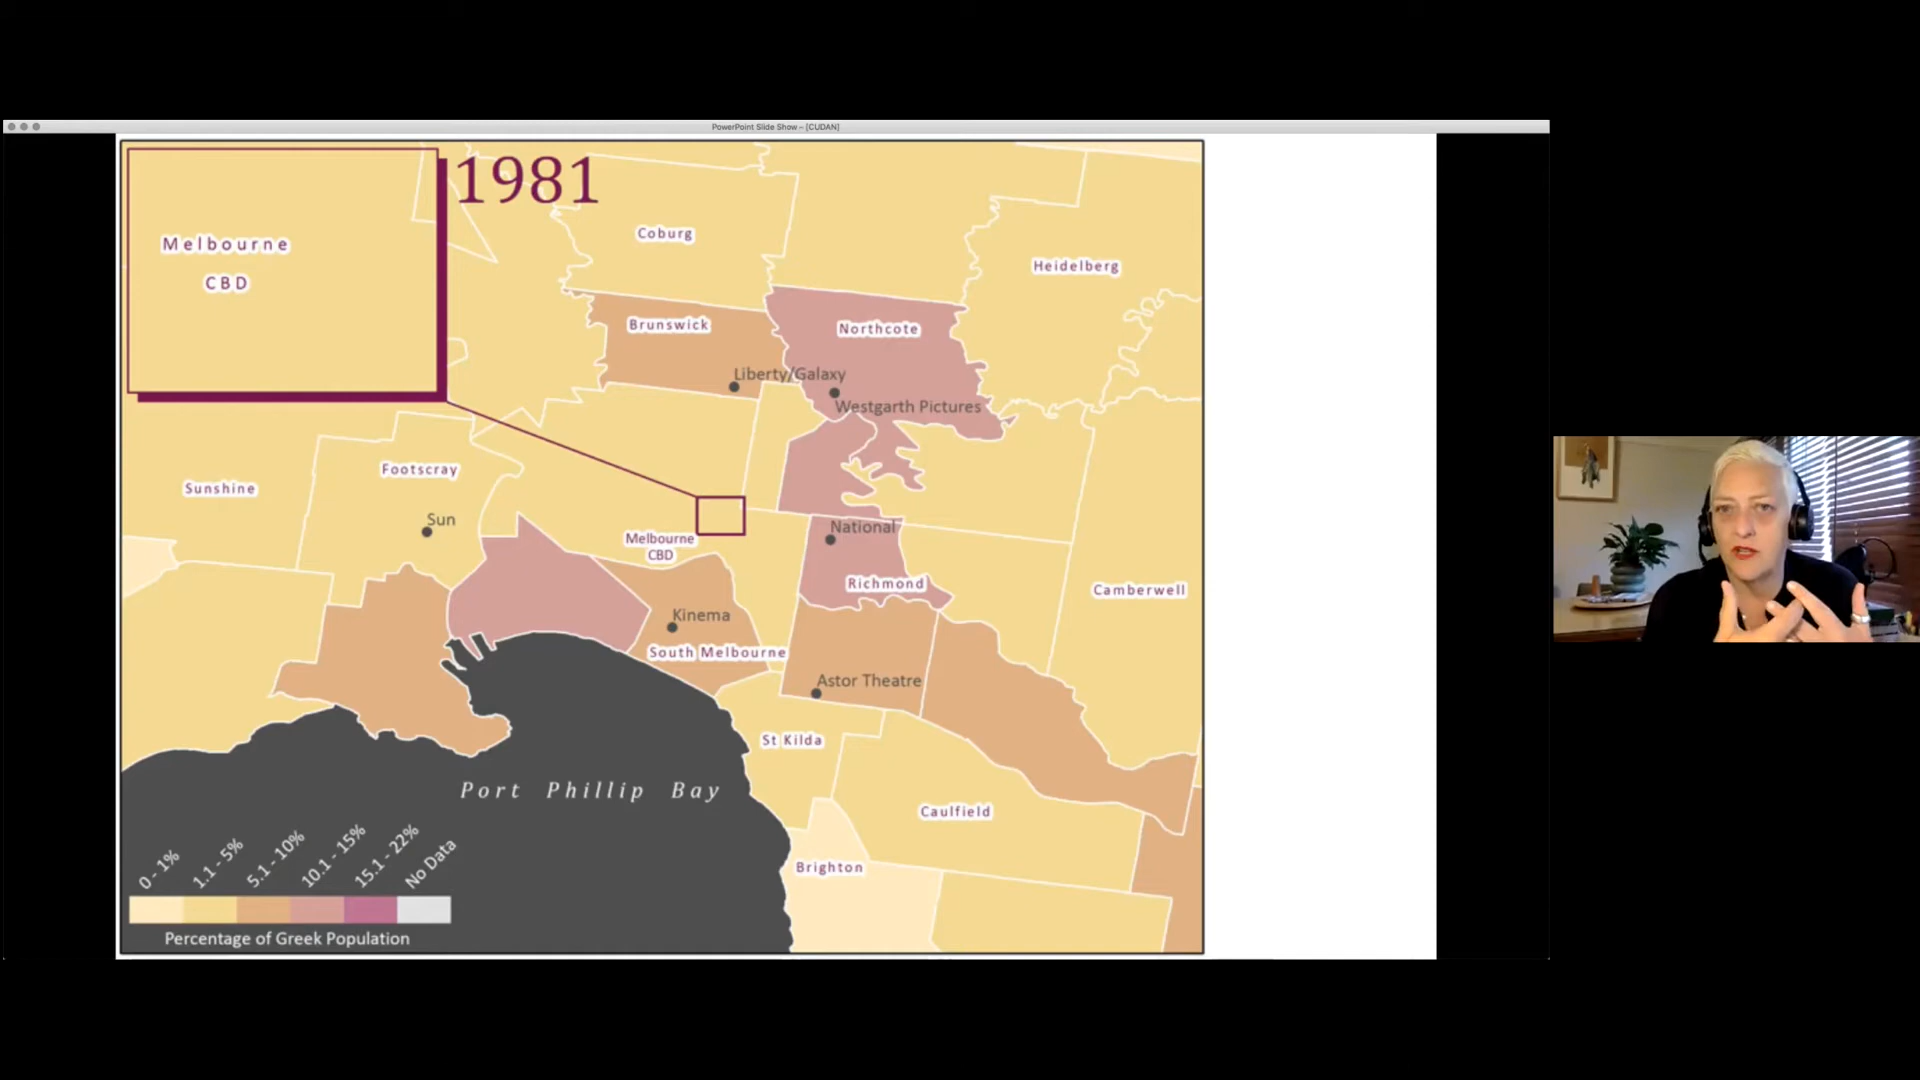 PowerPoint Slide Show – [CUDAN]
1981
Melbourne
CBD
Coburg
Heidelberg
Brunswick
Northcote
Liberty/Galaxy
Westgarth Pictures
Footscray
Sunshine
Sun
National
Melbourne
CBD
Richmond
Camberwell
Kinema
South Melbourne
Astor Theatre
St Kilda
Port Phillip Bay
Caulfield
Brighton
0 - 1%
1.1 - 5%
5.1 - 10%
10.1 - 15%
15.1 - 22%
No Data
Percentage of Greek Population